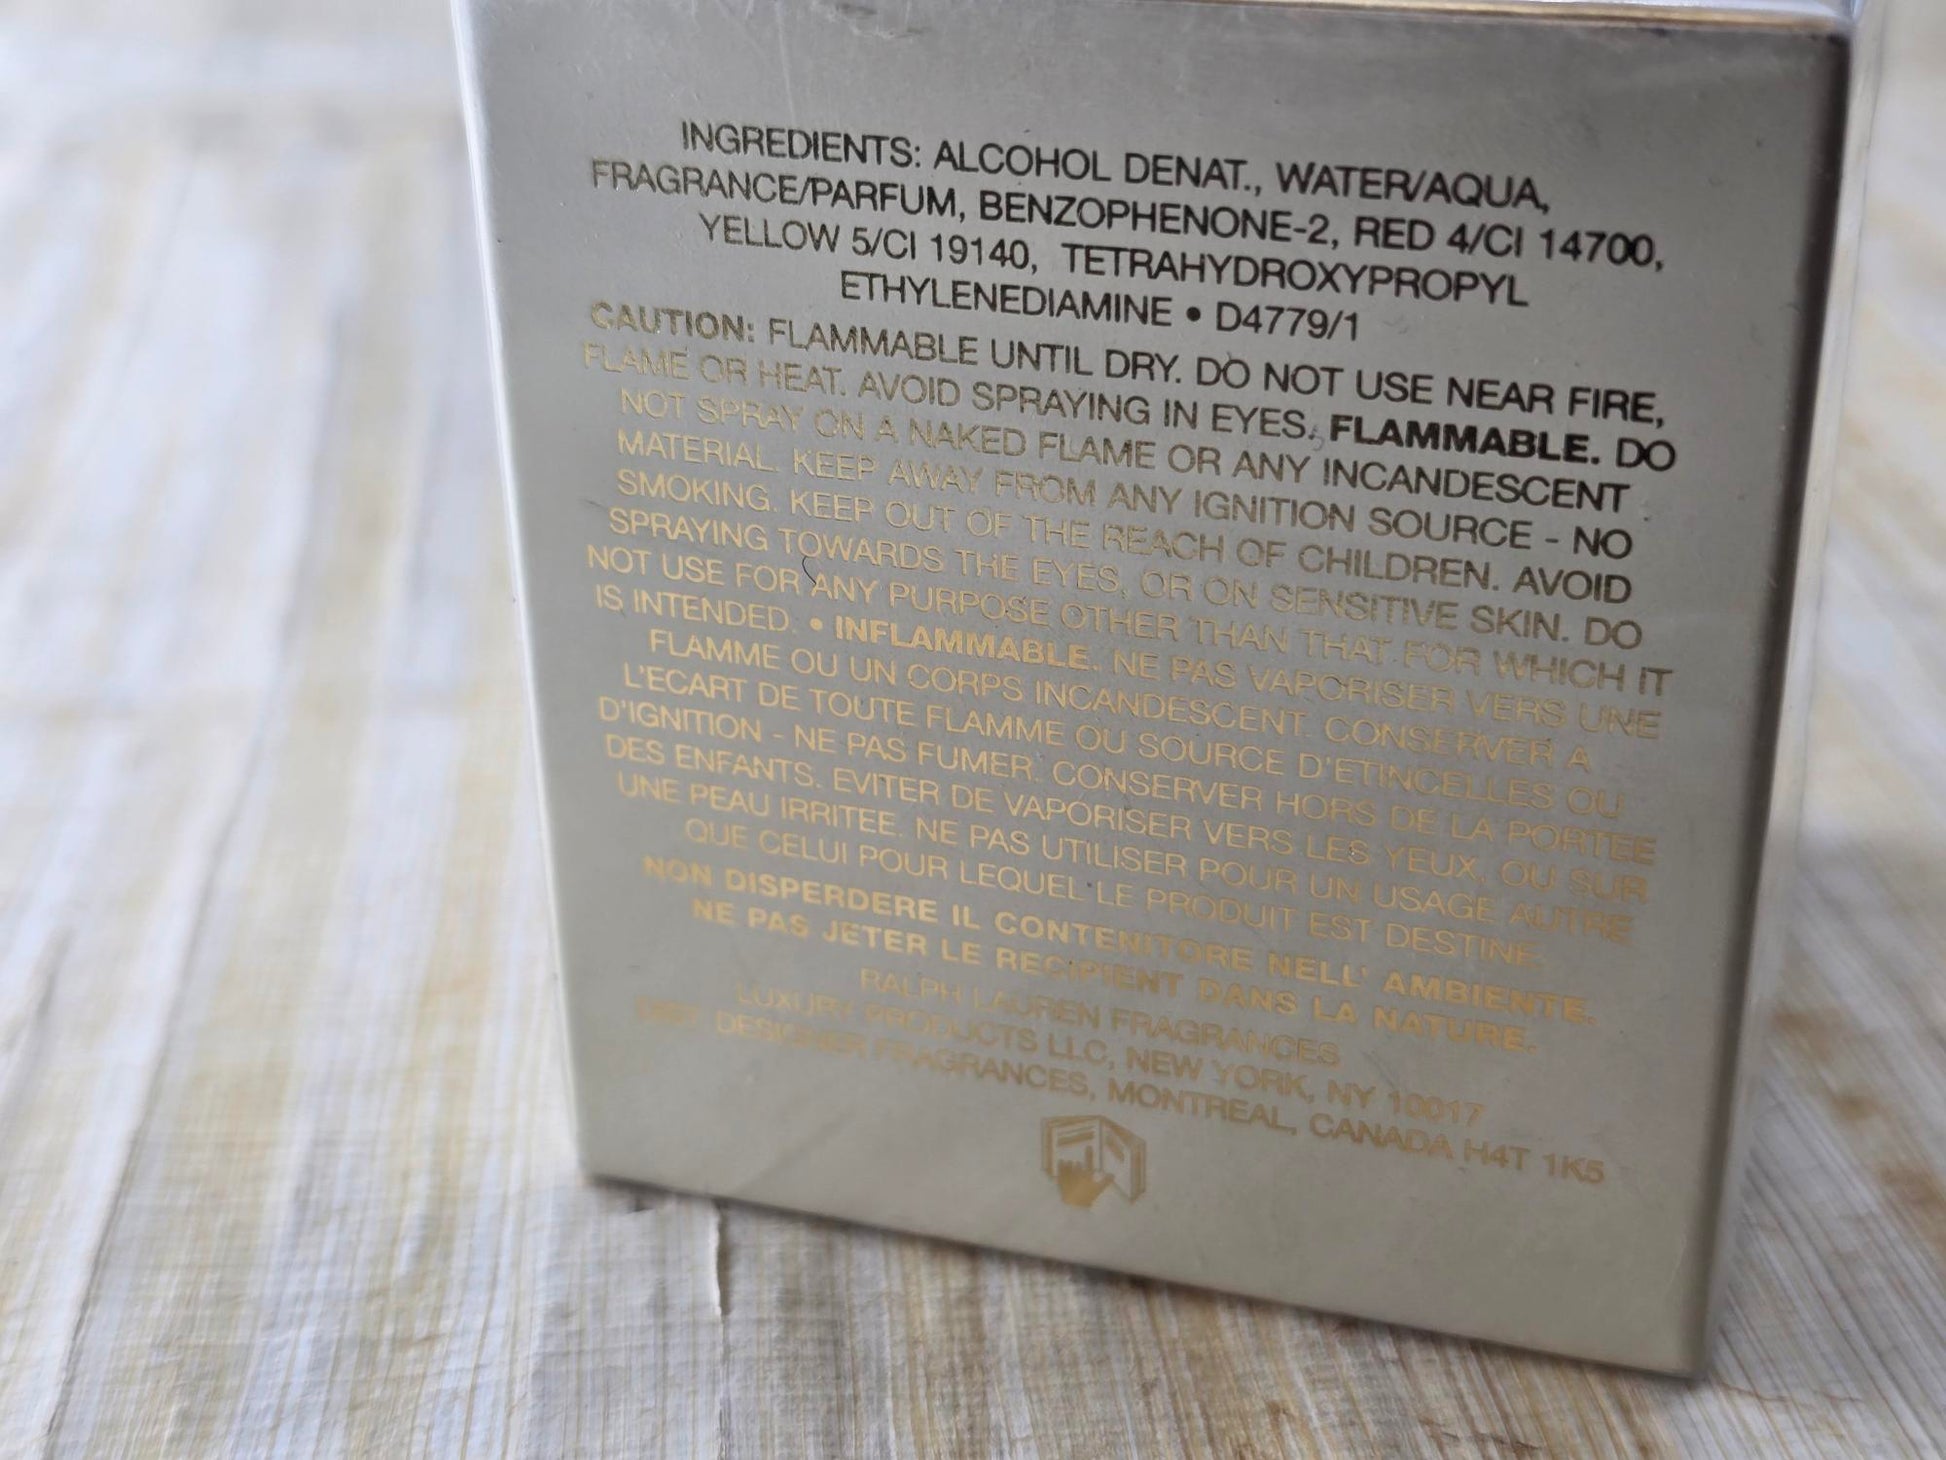 INGREDIENTS: ALCOHOL DENAT., WATER/AQUA,
FRAGRANCE/PARFUM, BENZOPHENONE-2, RED 4/CI 14700,
YELLOW 5/CI 19140, TETRAHYDROXYPROPYL
ETHYLENEDIAMINE • D4779/1
CAUTION: FLAMMABLE UNTIL DRY. DO NOT USE NEAR FIRE,
FLAME OR HEAT. AVOID SPRAYING IN EYES. FLAMMABLE. DO
NOT SPRAY ON A NAKED FLAME OR ANY INCANDESCENT
MATERIAL. KEEP AWAY FROM ANY IGNITION SOURCE - NO
SMOKING. KEEP OUT OF THE REACH OF CHILDREN. AVOID
SPRAYING TOWARDS THE EYES, OR ON SENSITIVE SKIN. DO
NOT USE FOR ANY PURPOSE OTHER THAN THAT FOR WHICH IT
IS INTENDED. • INFLAMMABLE. NE PAS VAPORISER VERS UNE
FLAMME OU UN CORPS INCANDESCENT. CONSERVER A
L'ECART DE TOUTE FLAMME OU SOURCE D'ETINCELLES OU
D'IGNITION - NE PAS FUMER. CONSERVER HORS DE LA PORTEE
DES ENFANTS. EVITER DE VAPORISER VERS LES YEUX, OU SUR
UNE PEAU IRRITEE. NE PAS UTILISER POUR UN USAGE AUTRE
QUE CELUI POUR LEQUEL LE PRODUIT EST DESTINE.
NON DISPERDERE IL CONTENITORE NELL' AMBIENTE.
NE PAS JETER LE RECIPIENT DANS LA NATURE.
RALPH LAUREN FRAGRANCES
LUXURY PRODUCTS LLC, NEW YORK, NY 10017
DIST. DESIGNER FRAGRANCES, MONTREAL, CANADA H4T 1K5